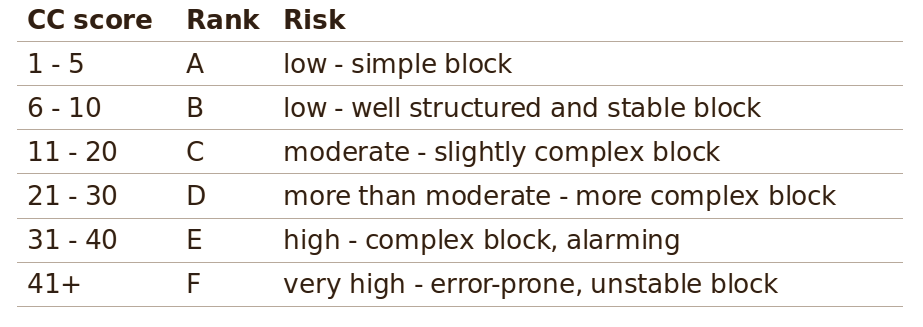 CC score Rank Risk
1 - 5 A low - simple block
6 - 10 B low - well structured and stable block
11 - 20 C moderate - slightly complex block
21 - 30 D more than moderate - more complex block
31 - 40 E high - complex block, alarming
41+ F very high - error-prone, unstable block